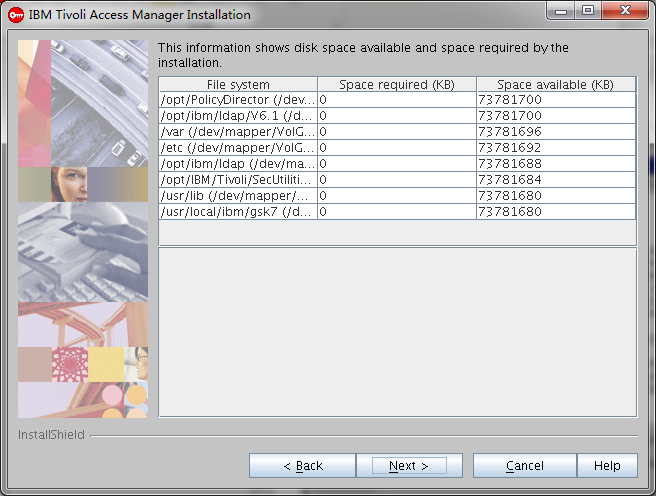 IBM Tivoli Access Manager Installation
This information shows disk space available and space required by the
installation.
File system Space required (KB) Space available (KB)
/opt/PolicyDirector (/dev... 0 73781700
/opt/ibm/ldap/V6.1 (/d... 0 73781700
/var (/dev/mapper/VolG... 0 73781696
/etc (/dev/mapper/VolG... 0 73781692
/opt/ibm/ldap (/dev/ma... 0 73781688
/opt/IBM/Tivoli/SecUtiliti... 0 73781684
/usr/lib (/dev/mapper/... 0 73781680
/usr/local/ibm/gsk7 (/d... 0 73781680
InstallShield
< Back Next > Cancel Help